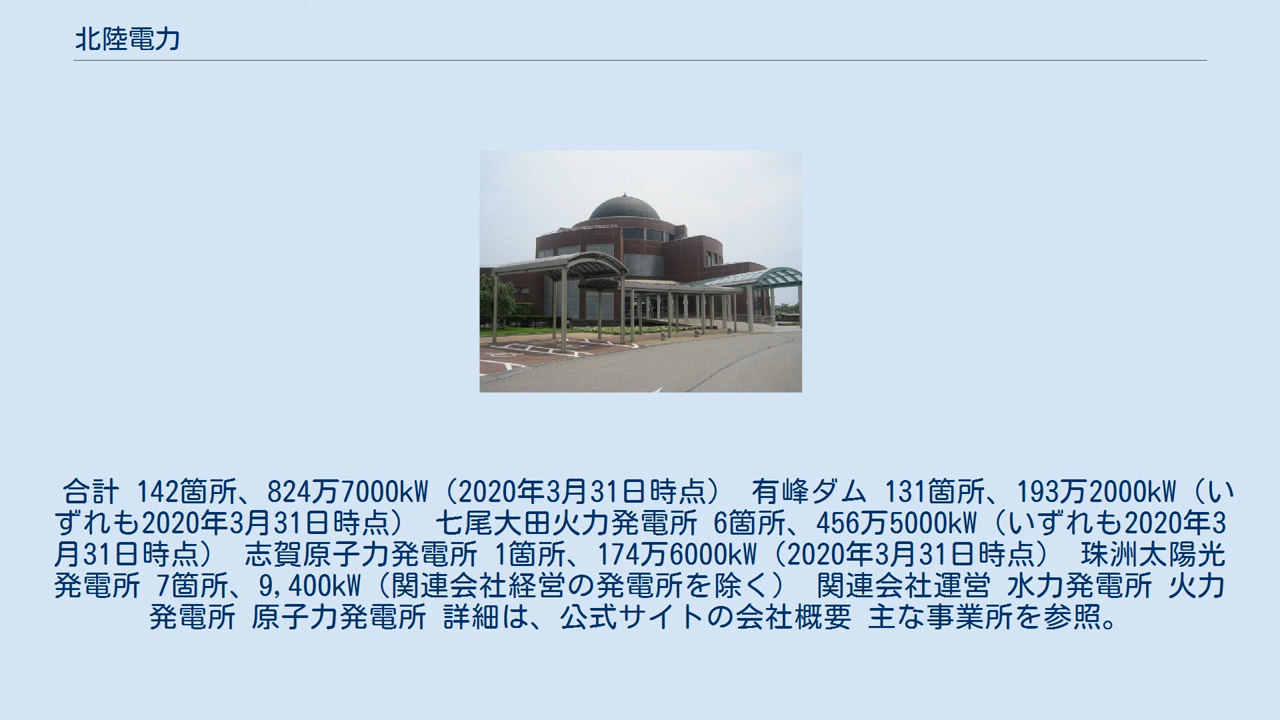 北陸電力
合計 142箇所、824万7000kW（2020年3月31日時点） 有峰ダム 131箇所、193万2000kW（い
ずれも2020年3月31日時点） 七尾大田火力発電所 6箇所、456万5000kW（いずれも2020年3
月31日時点） 志賀原子力発電所 1箇所、174万6000kW（2020年3月31日時点） 珠洲太陽光
発電所 7箇所、9,400kW（関連会社経営の発電所を除く） 関連会社運営 水力発電所 火力
発電所 原子力発電所 詳細は、公式サイトの会社概要 主な事業所を参照。